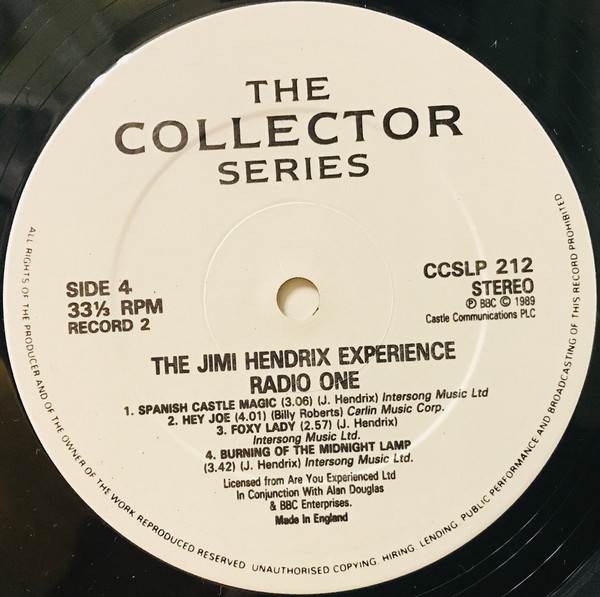 THE
COLLECTOR
SERIES
SIDE 4
33⅓ RPM
RECORD 2
CCSLP 212
STEREO
Ⓟ BBC © 1989
Castle Communications PLC
THE JIMI HENDRIX EXPERIENCE
RADIO ONE
1. SPANISH CASTLE MAGIC (3.06) (J. Hendrix) Intersong Music Ltd
2. HEY JOE (4.01) (Billy Roberts) Carlin Music Corp.
3. FOXY LADY (2.57) (J. Hendrix)
Intersong Music Ltd.
4. BURNING OF THE MIDNIGHT LAMP
(3.42) (J. Hendrix) Intersong Music Ltd.
Licensed from Are You Experienced Ltd
In Conjunction With Alan Douglas
& BBC Enterprises.
Made in England
ALL RIGHTS OF THE PRODUCER AND OF THE OWNER OF THE WORK REPRODUCED RESERVED. UNAUTHORISED COPYING, HIRING, LENDING, PUBLIC PERFORMANCE AND BROADCASTING OF THIS RECORD PROHIBITED